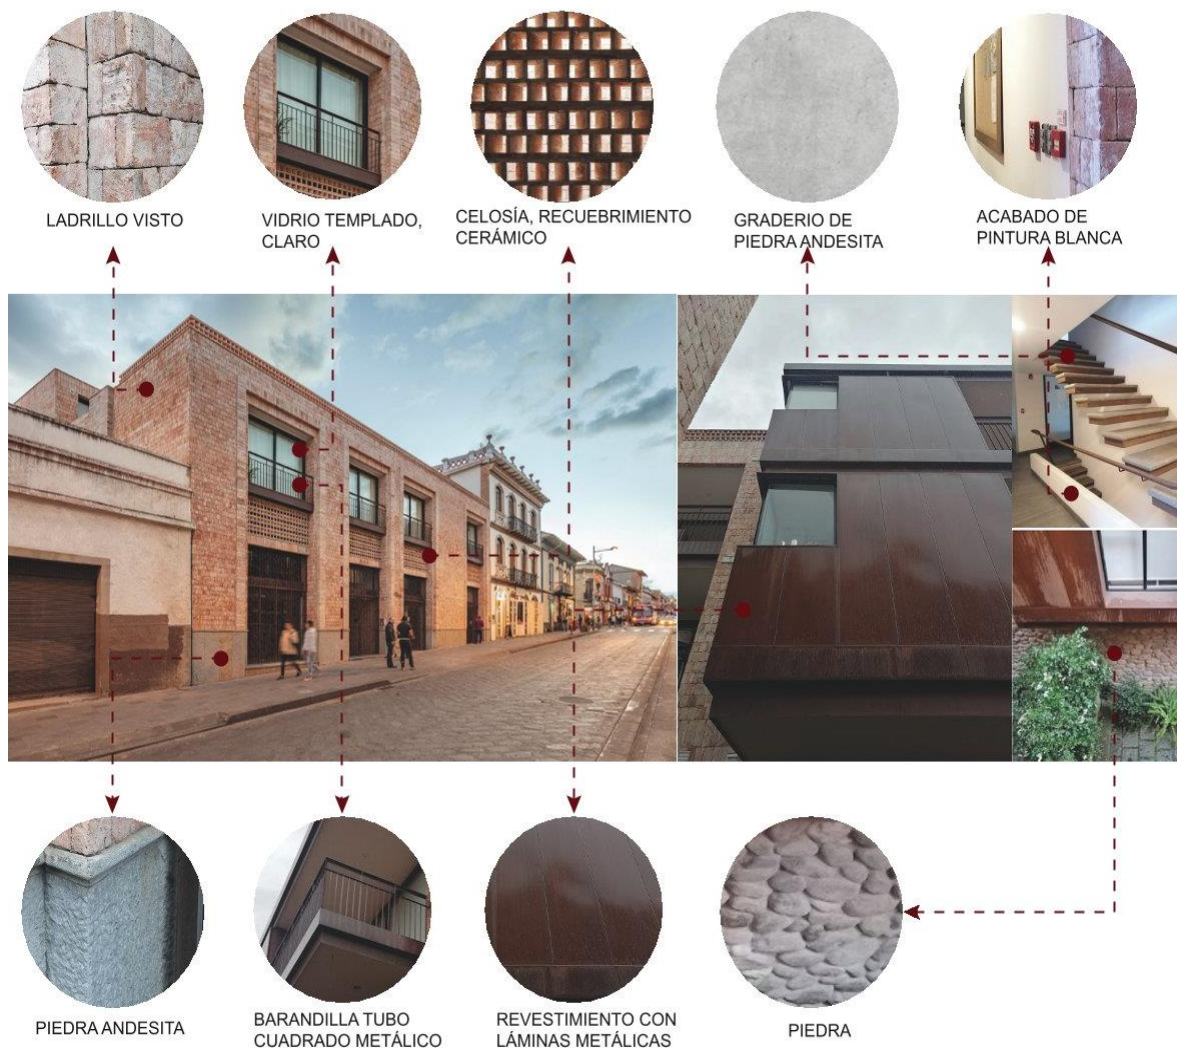 LADRILLO VISTO
VIDRIO TEMPLADO,
CLARO
CELOSÍA, RECUEBRIMIENTO
CERÁMICO
GRADERIO DE
PIEDRA ANDESITA
ACABADO DE
PINTURA BLANCA
PIEDRA ANDESITA
BARANDILLA TUBO
CUADRADO METÁLICO
REVESTIMIENTO CON
LÁMINAS METÁLICAS
PIEDRA